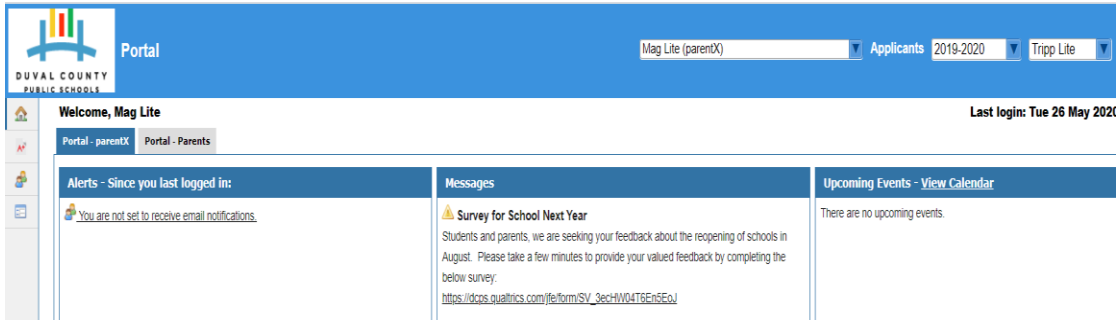 DUVAL COUNTY
PUBLIC SCHOOLS
Portal
Mag Lite (parentX)
Applicants
2019-2020
Tripp Lite
Welcome, Mag Lite
Last login: Tue 26 May 2020
Portal - parentX
Portal - Parents
Alerts - Since you last logged in:
You are not set to receive email notifications.
Messages
Survey for School Next Year
Students and parents, we are seeking your feedback about the reopening of schools in
August. Please take a few minutes to provide your valued feedback by completing the
below survey:
https://dcps.qualtrics.com/jfe/form/SV_3ecHW04T6En5EoJ
Upcoming Events - View Calendar
There are no upcoming events.